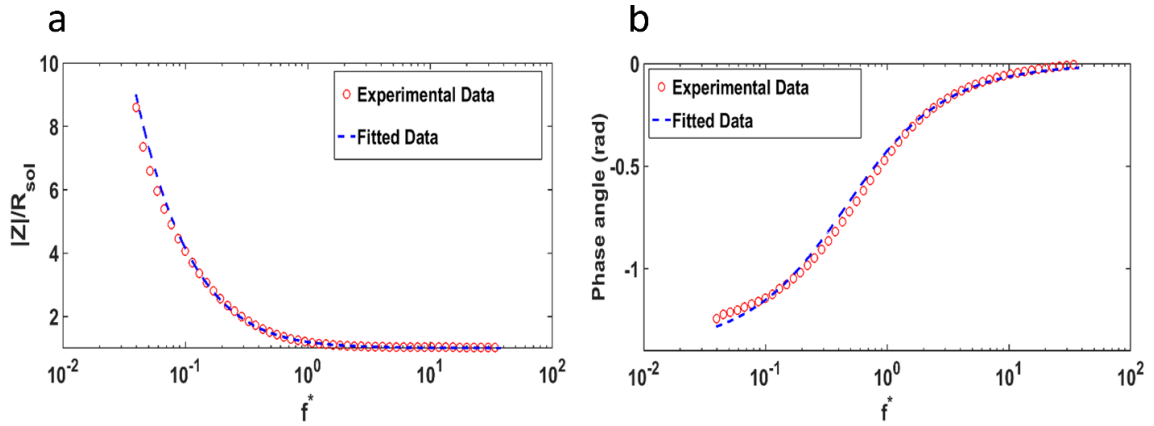 a
10
8
6
4
2
|Z|/R_sol
10^-2
10^-1
10^0
10^1
10^2
f^*
Experimental Data
Fitted Data
b
0
-0.5
-1
Phase angle (rad)
10^-2
10^-1
10^0
10^1
10^2
f^*
Experimental Data
Fitted Data